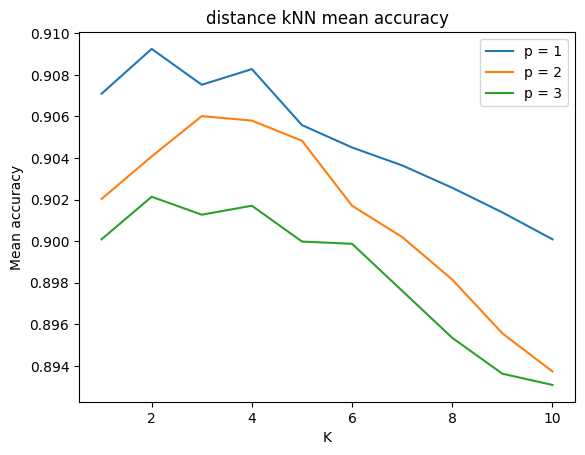 distance kNN mean accuracy
0.910
0.908
0.906
0.904
0.902
0.900
0.898
0.896
0.894
Mean accuracy
p = 1
p = 2
p = 3
2 4 6 8 10
K